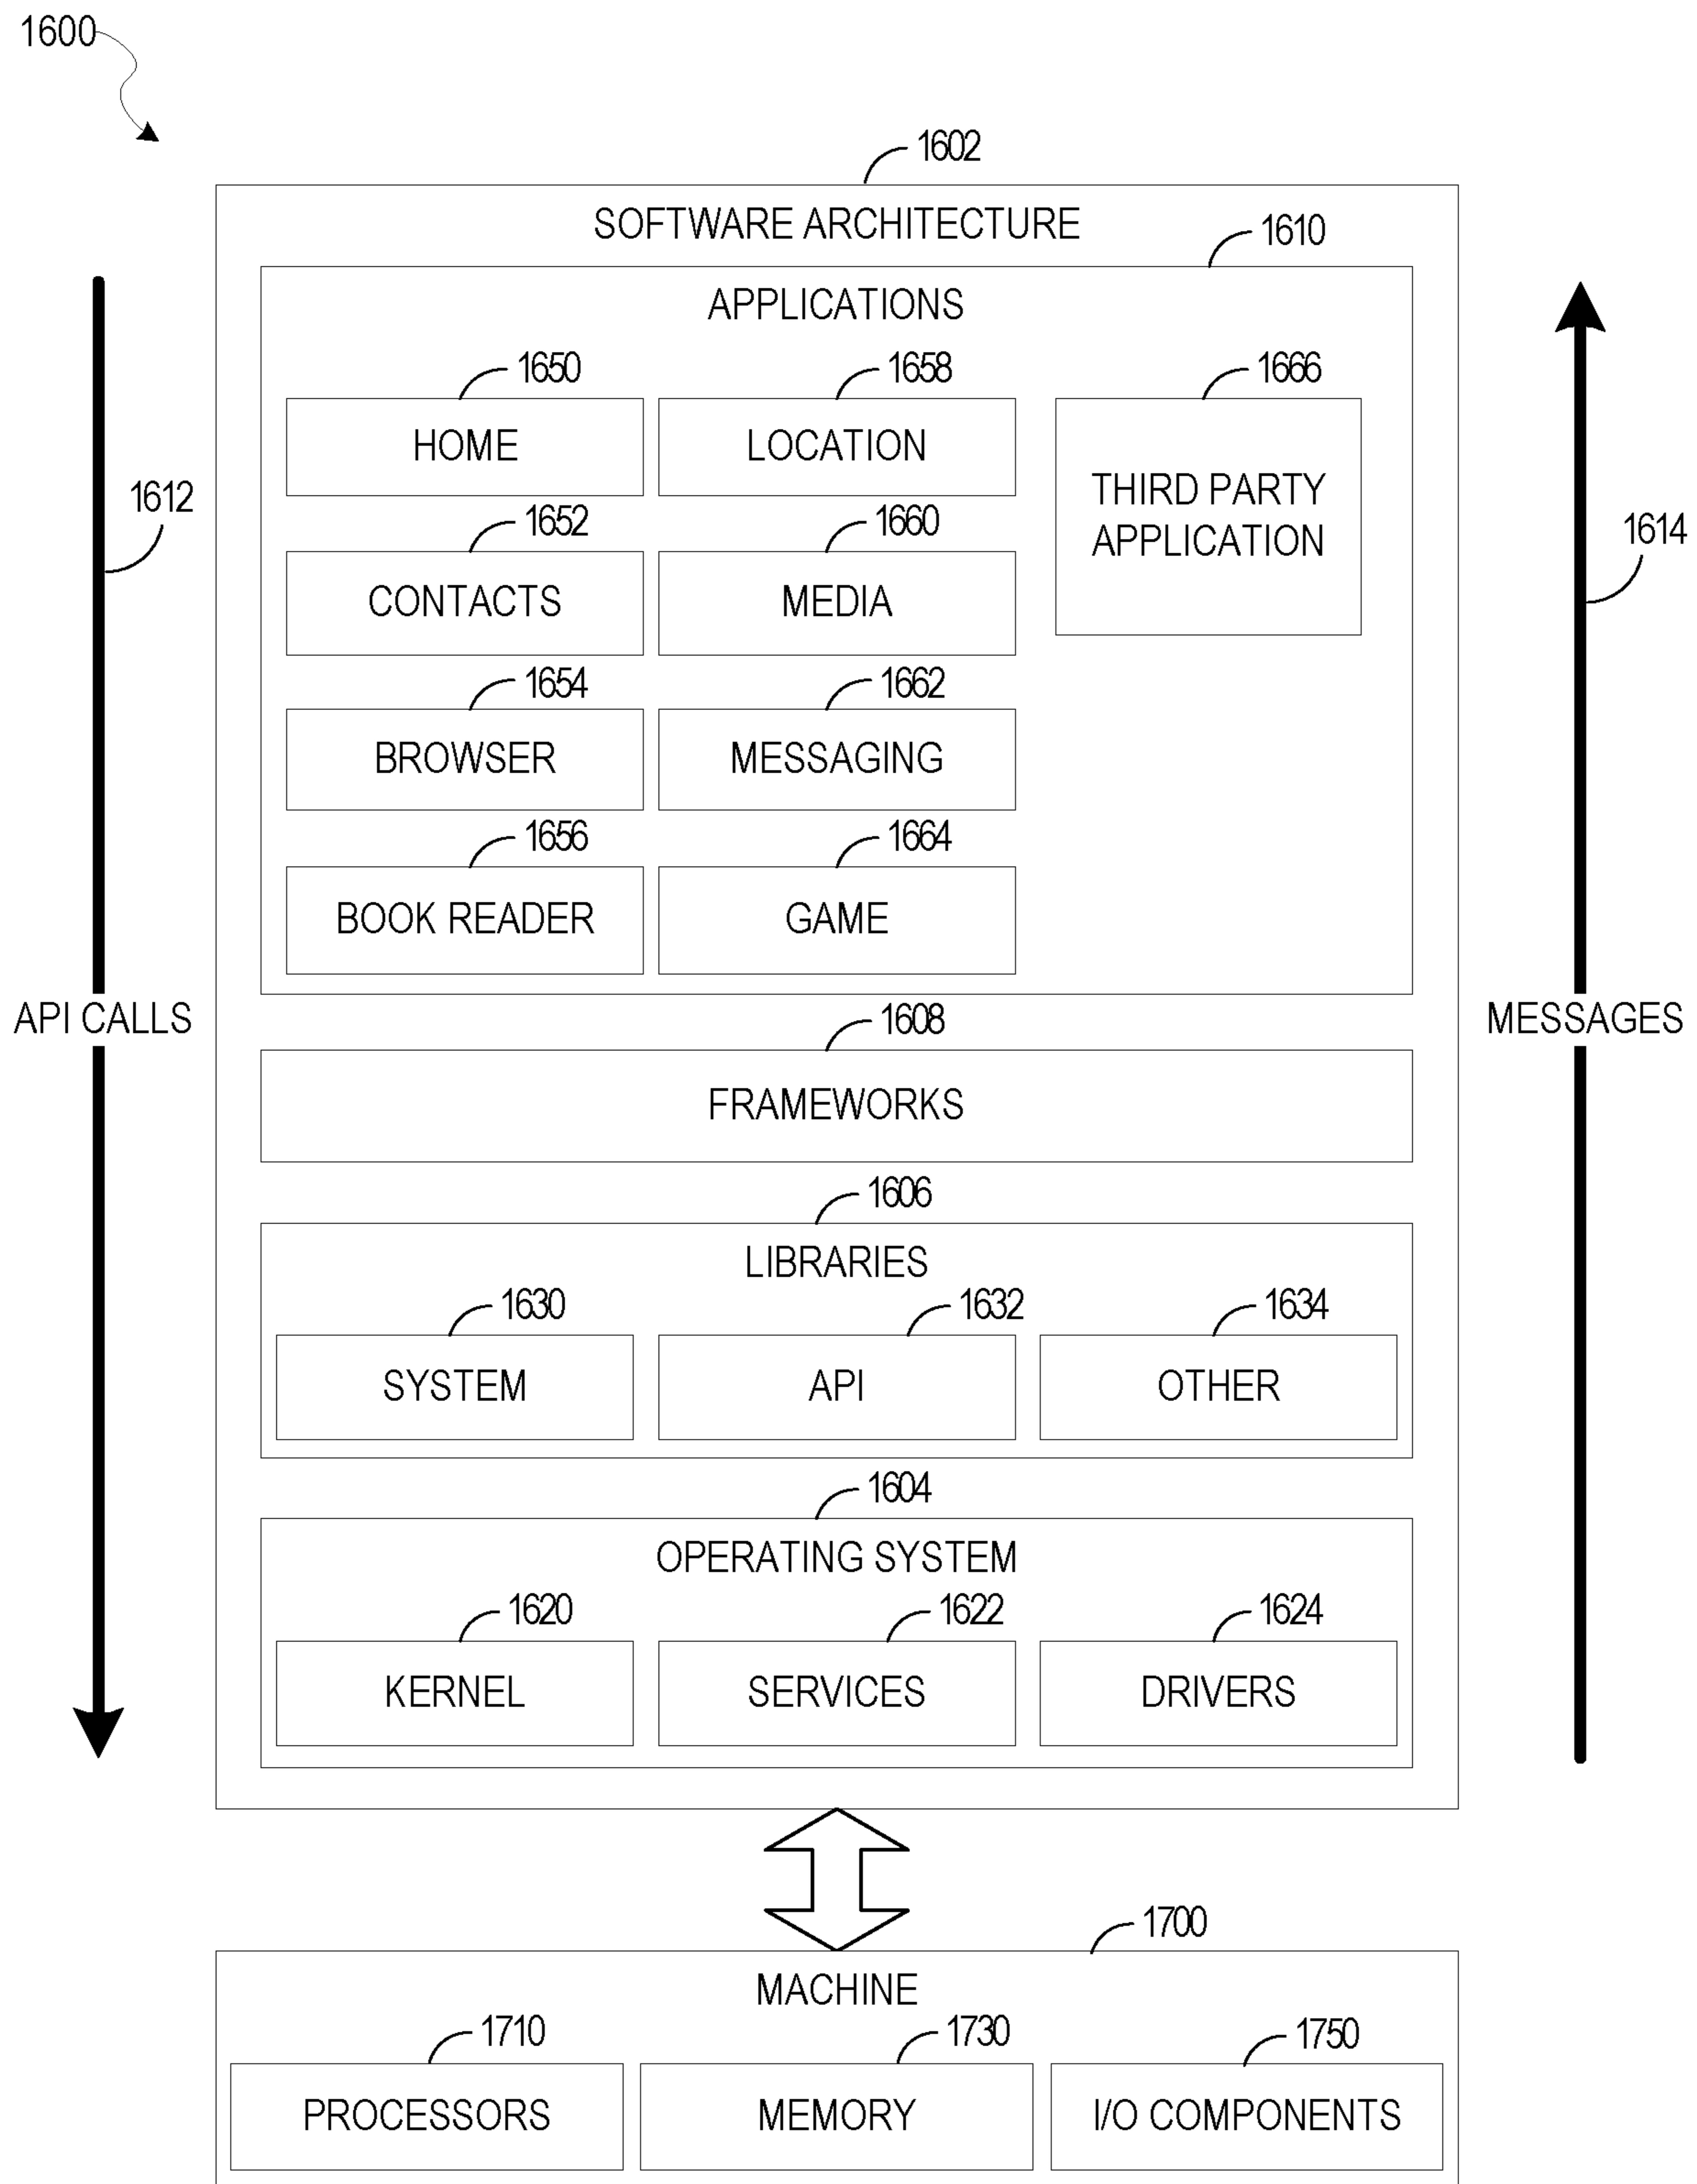 1600
1602
SOFTWARE ARCHITECTURE
1610
APPLICATIONS
1650
1658
1666
HOME
LOCATION
THIRD PARTY
APPLICATION
1612
1614
1652
1660
CONTACTS
MEDIA
1654
1662
BROWSER
MESSAGING
1656
1664
BOOK READER
GAME
API CALLS
MESSAGES
1608
FRAMEWORKS
1606
LIBRARIES
1630
1632
1634
SYSTEM
API
OTHER
1604
OPERATING SYSTEM
1620
1622
1624
KERNEL
SERVICES
DRIVERS
1700
MACHINE
1710
1730
1750
PROCESSORS
MEMORY
I/O COMPONENTS